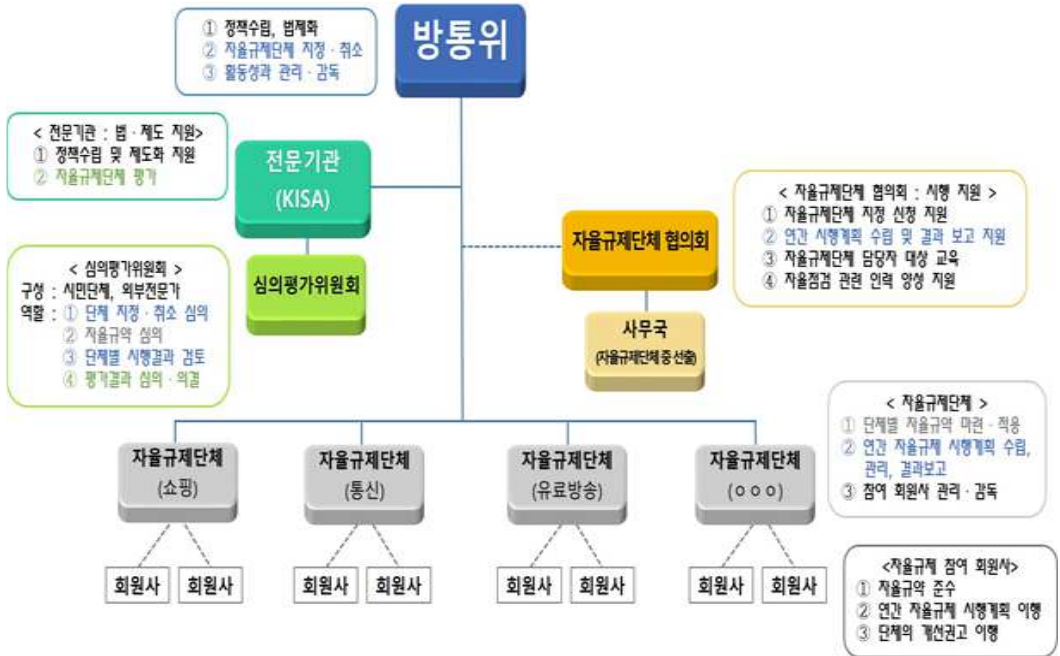 방통위
① 정책수립, 법제화
② 자율규제단체 지정·취소
③ 활동성과 관리·감독
< 전문기관 : 법·제도 지원>
① 정책수립 및 제도화 지원
② 자율규제단체 평가
전문기관
(KISA)
< 심의평가위원회 >
구성 : 시민단체, 외부전문가
역할 : ① 단체 지정·취소 심의
② 자율규약 심의
③ 단체별 시행결과 검토
④ 평가결과 심의·의결
심의평가위원회
자율규제단체 협의회
사무국
(자율규제단체 중 선출)
< 자율규제단체 협의회 : 시행 지원 >
① 자율규제단체 지정 신청 지원
② 연간 시행계획 수립 및 결과 보고 지원
③ 자율규제단체 담당자 대상 교육
④ 자율점검 관련 인력 양성 지원
자율규제단체
(쇼핑)
자율규제단체
(통신)
자율규제단체
(유료방송)
자율규제단체
(ㅇㅇㅇ)
< 자율규제단체 >
① 단체별 자율규약 마련·적용
② 연간 자율규제 시행계획 수립,
관리, 결과보고
③ 참여 회원사 관리·감독
회원사 회원사 회원사 회원사 회원사 회원사 회원사 회원사
<자율규제 참여 회원사>
① 자율규약 준수
② 연간 자율규제 시행계획 이행
③ 단체의 개선권고 이행